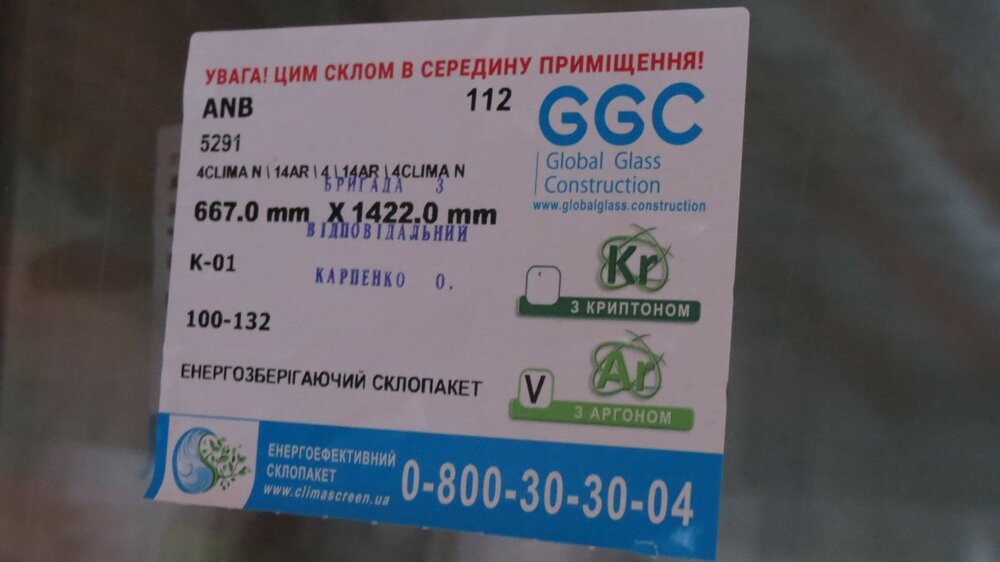 УВАГА! ЦИМ СКЛОМ В СЕРЕДИНУ ПРИМІЩЕННЯ!
ANB
112
5291
4CLIMA N \ 14AR \ 4 \ 14AR \ 4CLIMA N
БРИГАДА 3
667.0 mm X 1422.0 mm
ВІДПОВІДАЛЬНИЙ
K-01
КАРПЕНКО О.
100-132
ЕНЕРГОЗБЕРІГАЮЧИЙ СКЛОПАКЕТ
GGC
Global Glass
Construction
www.globalglass.construction
Kr
З КРИПТОНОМ
Ar
V
З АРГОНОМ
ЕНЕРГОЕФЕКТИВНИЙ
СКЛОПАКЕТ
www.climascreen.ua
0-800-30-30-04